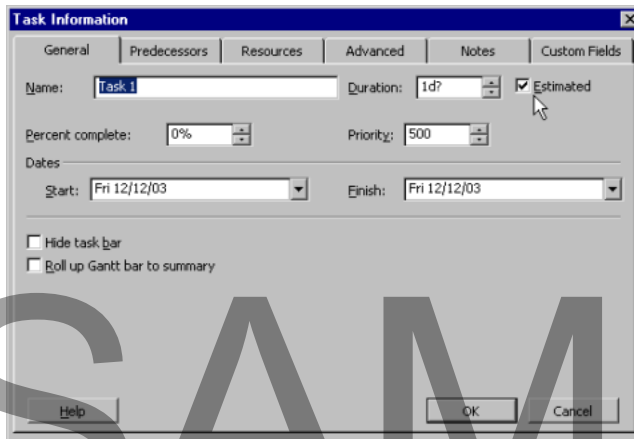 Task Information
General Predecessors Resources Advanced Notes Custom Fields
Name: Task 1 Duration: 1d? Estimated
Percent complete: 0% Priority: 500
Dates
Start: Fri 12/12/03 Finish: Fri 12/12/03
Hide task bar
Roll up Gantt bar to summary
SAM
Help OK Cancel